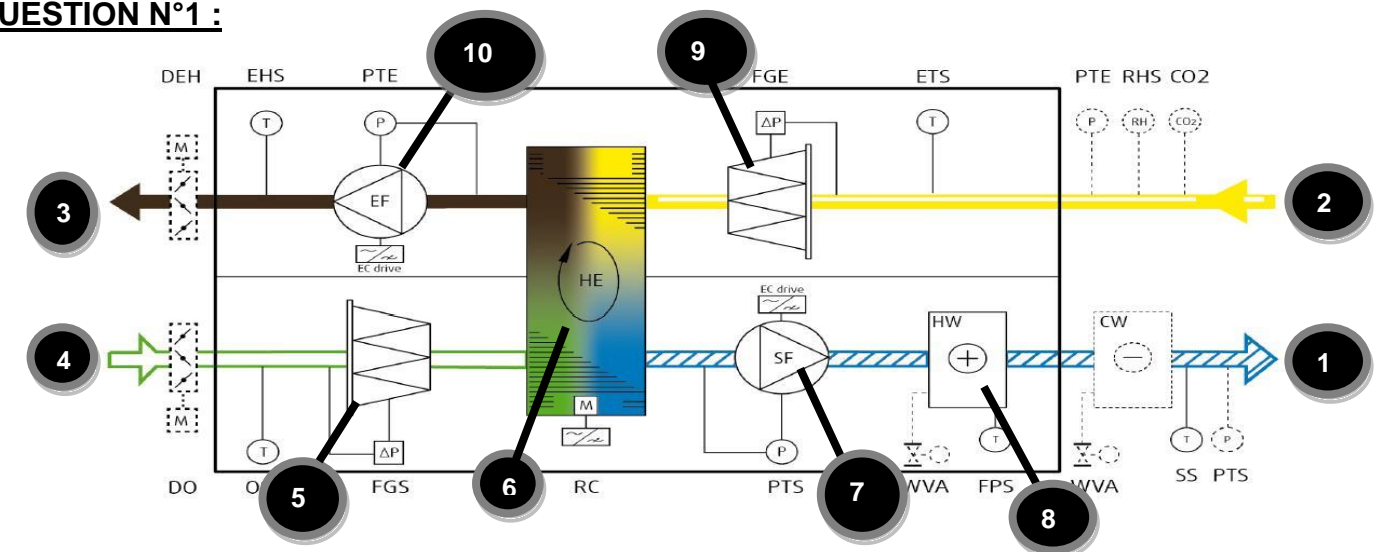 UESTION N°1 :
10 9
DEH EHS PTE FGE ETS PTE RHS CO2
T P ΔP T P RH CO2
M
3 EF 2
EC drive
HE
EC drive
HW CW
4 SF 1
M
M
T ΔP P T T P
SS PTS
DO 5 FGS 6 RC PTS 7 WVA FPS WVA
8